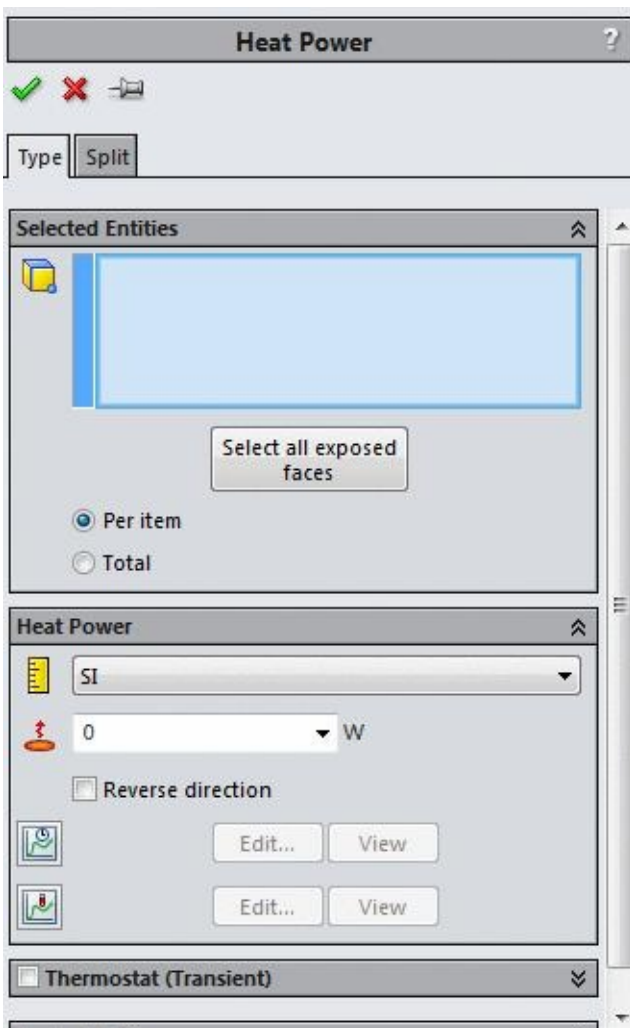 Heat Power
?
Type Split
Selected Entities
Select all exposed
faces
Per item
Total
Heat Power
SI
0 W
Reverse direction
Edit... View
Edit... View
Thermostat (Transient)